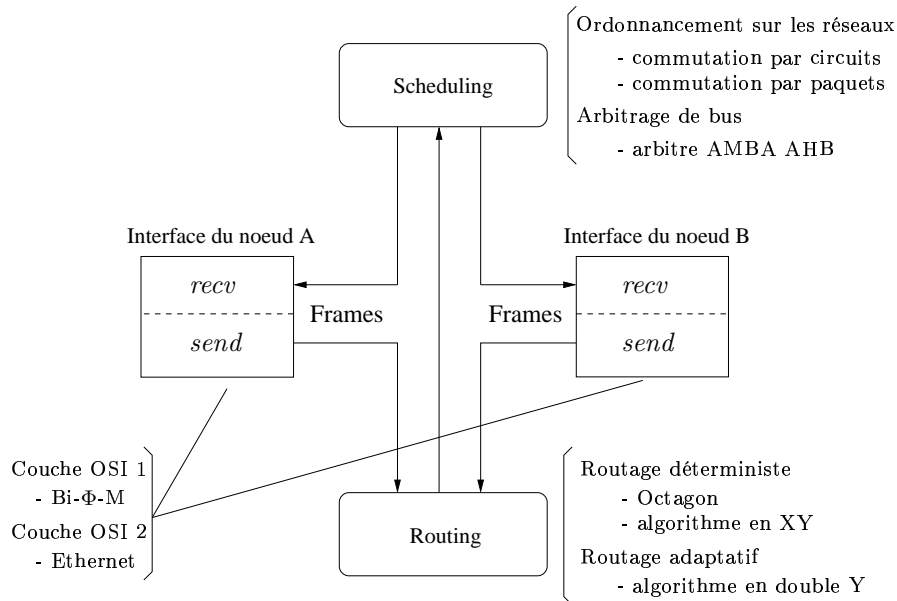 Scheduling
Ordonnancement sur les réseaux
- commutation par circuits
- commutation par paquets
Arbitrage de bus
- arbitre AMBA AHB
Interface du noeud A
recv
send
Frames
Interface du noeud B
recv
send
Frames
Couche OSI 1
- Bi-Φ-M
Couche OSI 2
- Ethernet
Routing
Routage déterministe
- Octagon
- algorithme en XY
Routage adaptatif
- algorithme en double Y